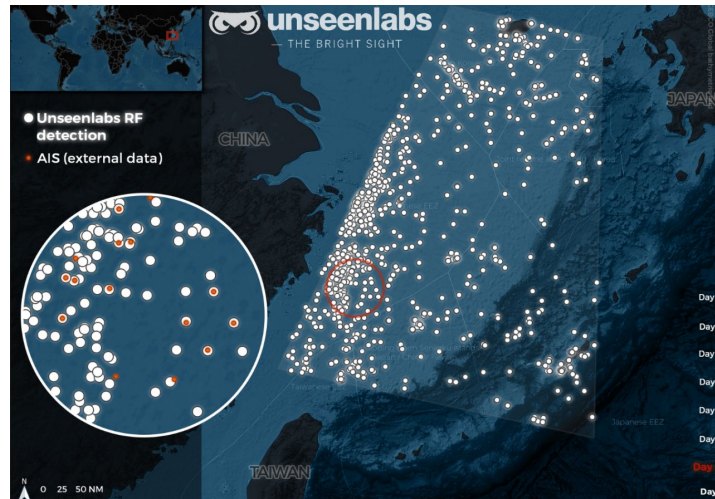 unseenlabs
— THE BRIGHT SIGHT
Unseenlabs RF
detection
AIS (external data)
CHINA
JAPAN
TAIWAN
Japanese EEZ
N
0 25 50 NM
Day
Day
Day
Day
Day
Day
Day
Day